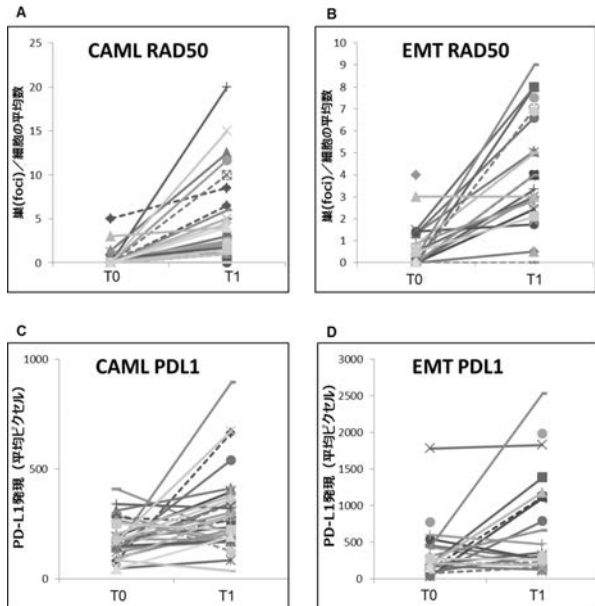 A
CAML RAD50
巣(foci)／細胞の平均数
25
20
15
10
5
0
T0
T1
B
EMT RAD50
巣(foci)／細胞の平均数
10
9
8
7
6
5
4
3
2
1
0
T0
T1
C
CAML PDL1
PD-L1発現（平均ピクセル）
1000
500
0
T0
T1
D
EMT PDL1
PD-L1発現（平均ピクセル）
3000
2500
2000
1500
1000
500
0
T0
T1